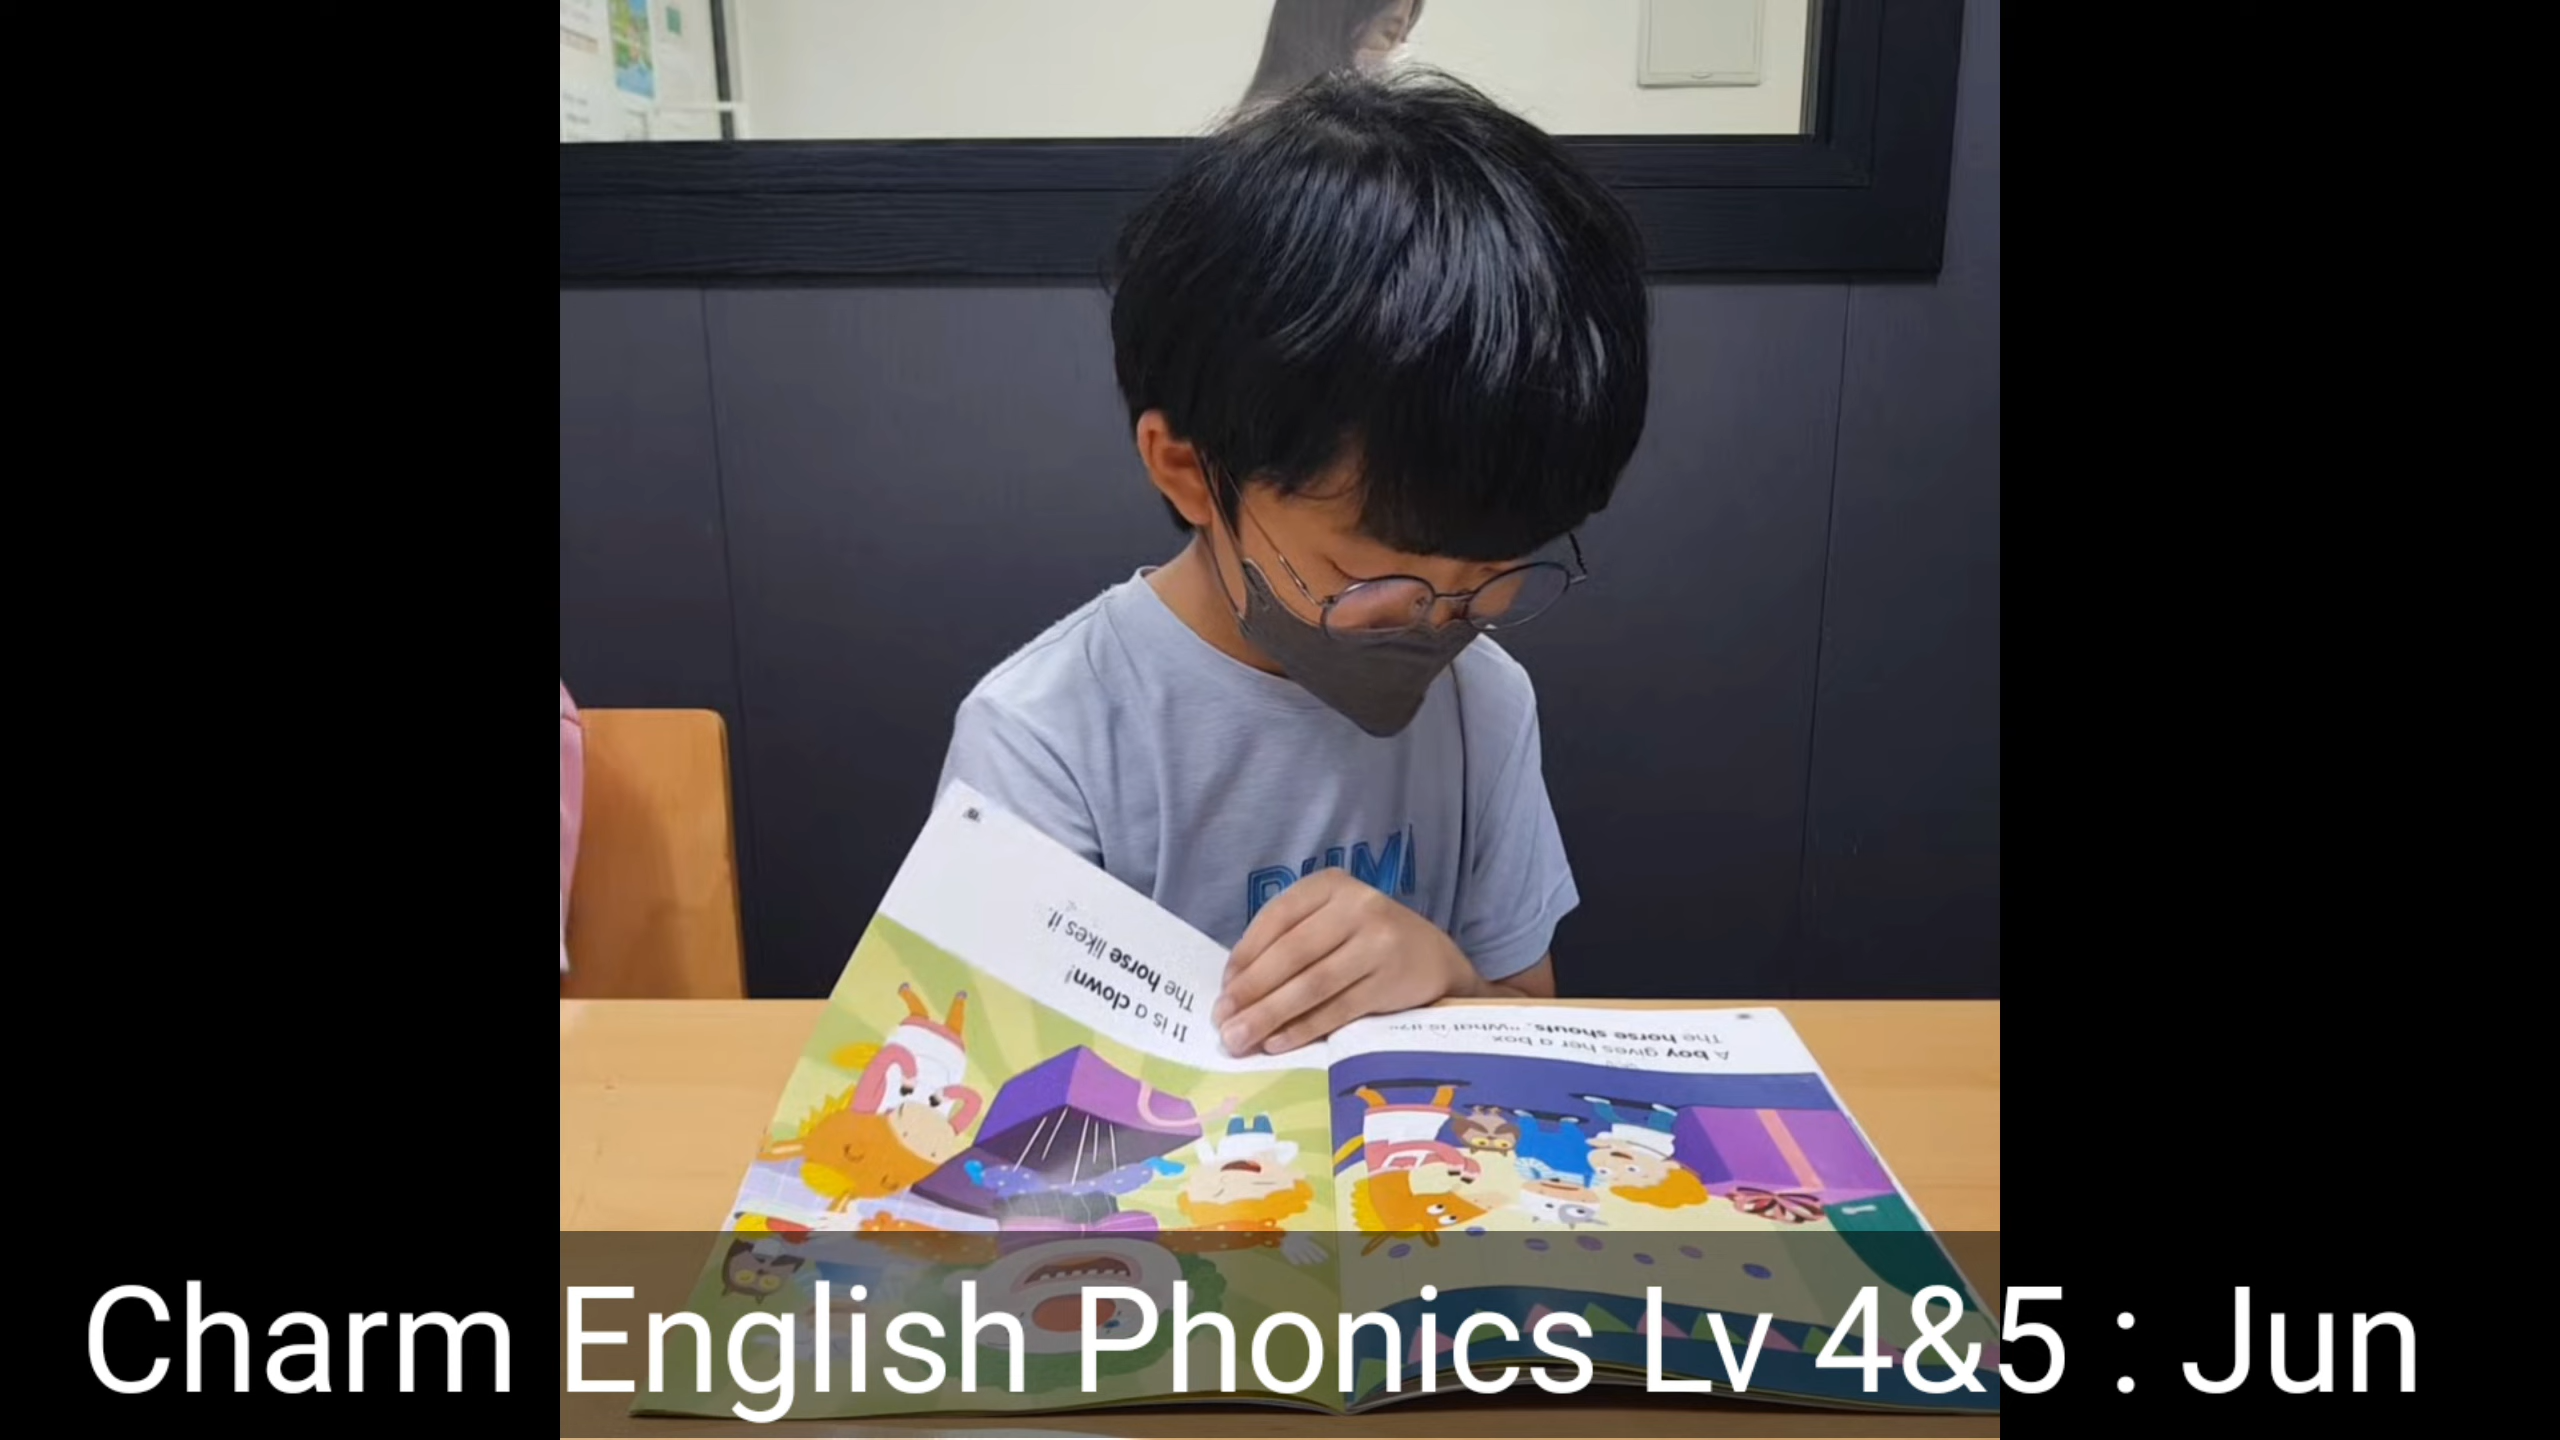 The horse shouts, "What is it?"
A boy gives her a box
It is a clown!
The horse likes it.
Charm English Phonics Lv 4&5 : Jun